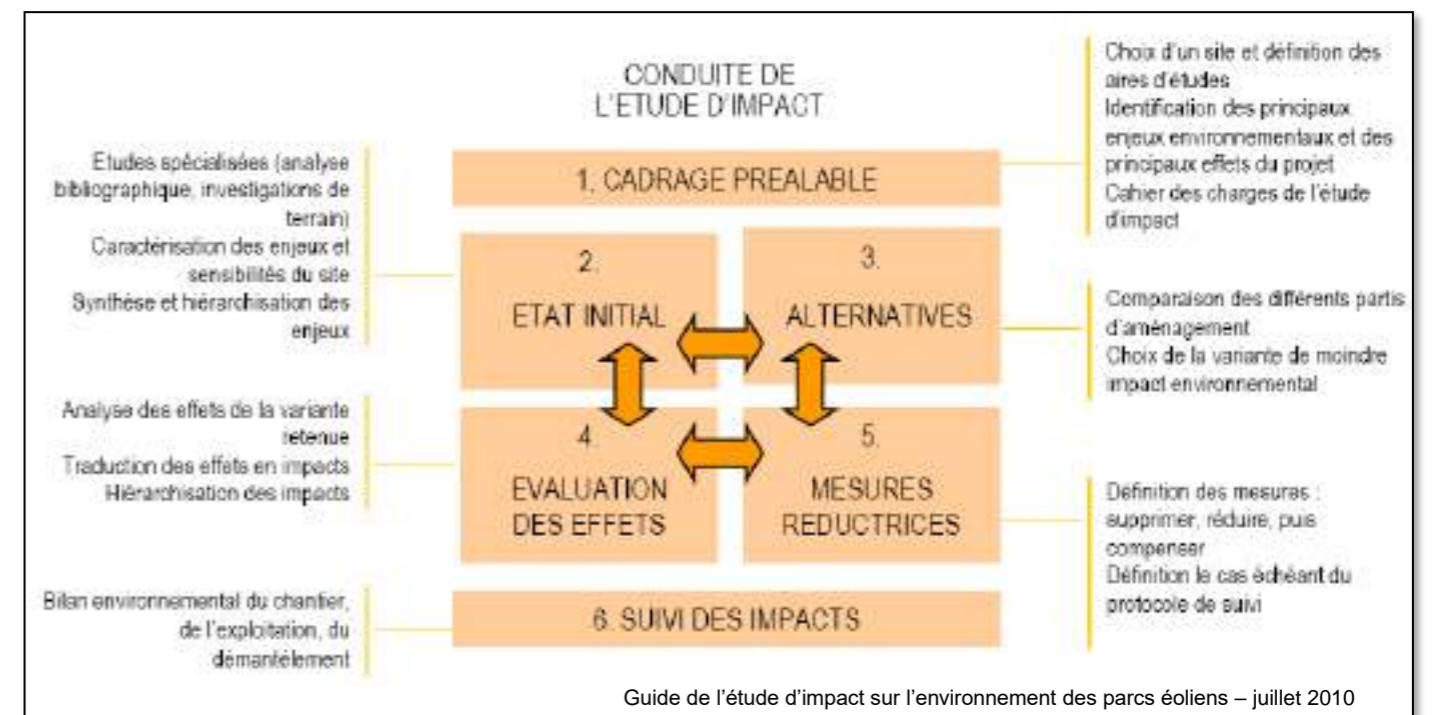 CONDUITE DE
L'ETUDE D'IMPACT
1. CADRAGE PREALABLE
Choix d'un site et définition des
aires d'études
Identification des principaux
enjeux environnementaux et des
principaux effets du projet
Cahier des charges de l'étude
d'impact
Etudes spécialisées (analyse
bibliographique, investigations de
terrain)
Caractérisation des enjeux et
sensibilités du site
Synthèse et hiérarchisation des
enjeux
2.
ETAT INITIAL
3.
ALTERNATIVES
Comparaison des différents partis
d'aménagement
Choix de la variante de moindre
impact environnemental
Analyse des effets de la variante
retenue
Traduction des effets en impacts
Hiérarchisation des impacts
4.
EVALUATION
DES EFFETS
5.
MESURES
REDUCTRICES
Définition des mesures :
supprimer, réduire, puis
compenser
Définition le cas échéant du
protocole de suivi
Bilan environnemental du chantier,
de l'exploitation, du
démantèlement
6. SUIVI DES IMPACTS
Guide de l'étude d'impact sur l'environnement des parcs éoliens – juillet 2010